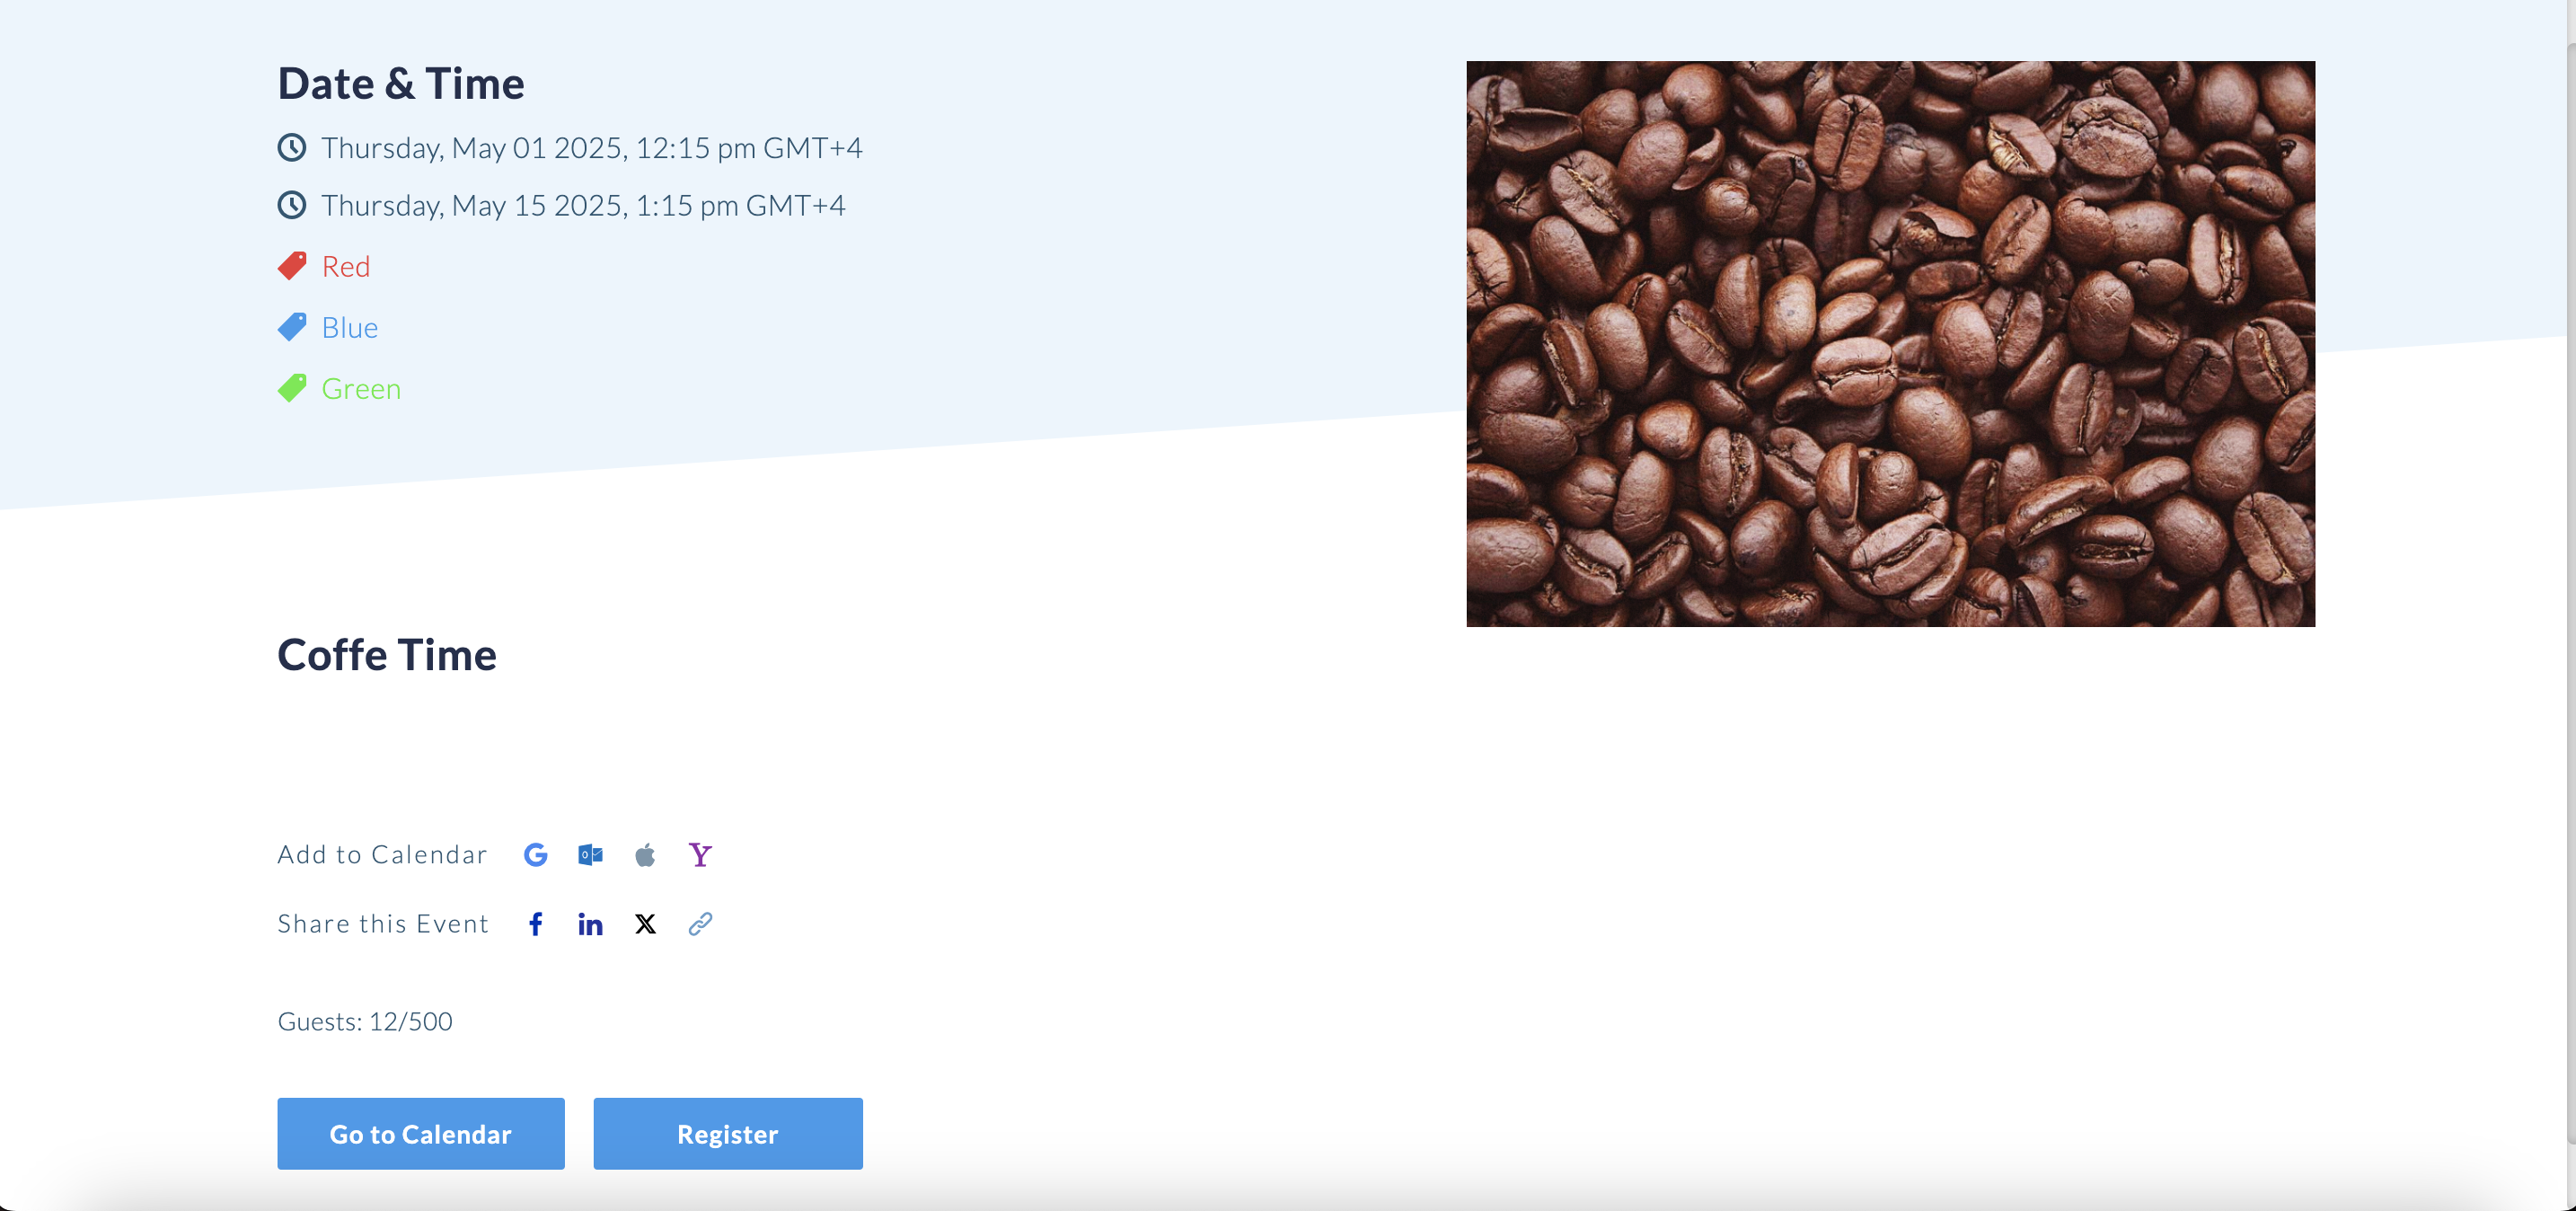 Date & Time
Thursday, May 01 2025, 12:15 pm GMT+4
Thursday, May 15 2025, 1:15 pm GMT+4
Red
Blue
Green
Coffe Time
Add to Calendar
Share this Event
Guests: 12/500
Go to Calendar
Register